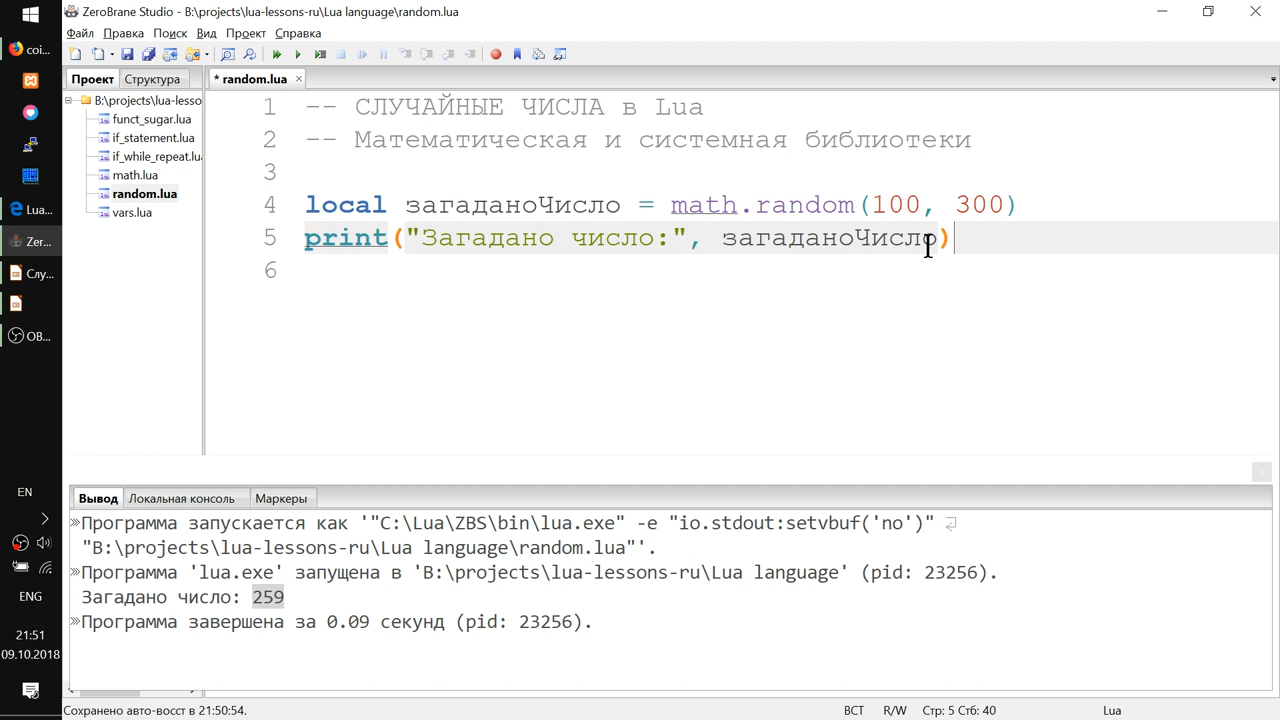 ZeroBrane Studio - B:\projects\lua-lessons-ru\Lua language\random.lua
Файл Правка Поиск Вид Проект Справка
Проект Структура
* random.lua
B:\projects\lua-lesso
funct_sugar.lua
if_statement.lua
if_while_repeat.lu
math.lua
random.lua
vars.lua
1 -- СЛУЧАЙНЫЕ ЧИСЛА в Lua
2 -- Математическая и системная библиотеки
3
4 local загаданоЧисло = math.random(100, 300)
5 print("Загадано число:", загаданоЧисло)
6
Вывод Локальная консоль Маркеры
Программа запускается как '"C:\Lua\ZBS\bin\lua.exe" -e "io.stdout:setvbuf('no')"
"B:\projects\lua-lessons-ru\Lua language\random.lua"'.
Программа 'lua.exe' запущена в 'B:\projects\lua-lessons-ru\Lua language' (pid: 23256).
Загадано число: 259
Программа завершена за 0.09 секунд (pid: 23256).
Сохранено авто-восст в 21:50:54.
ВСТ R/W Стр: 5 Стб: 40 Lua
coi...
Lua...
Zer...
Слу...
OB...
EN
ENG
21:51
09.10.2018